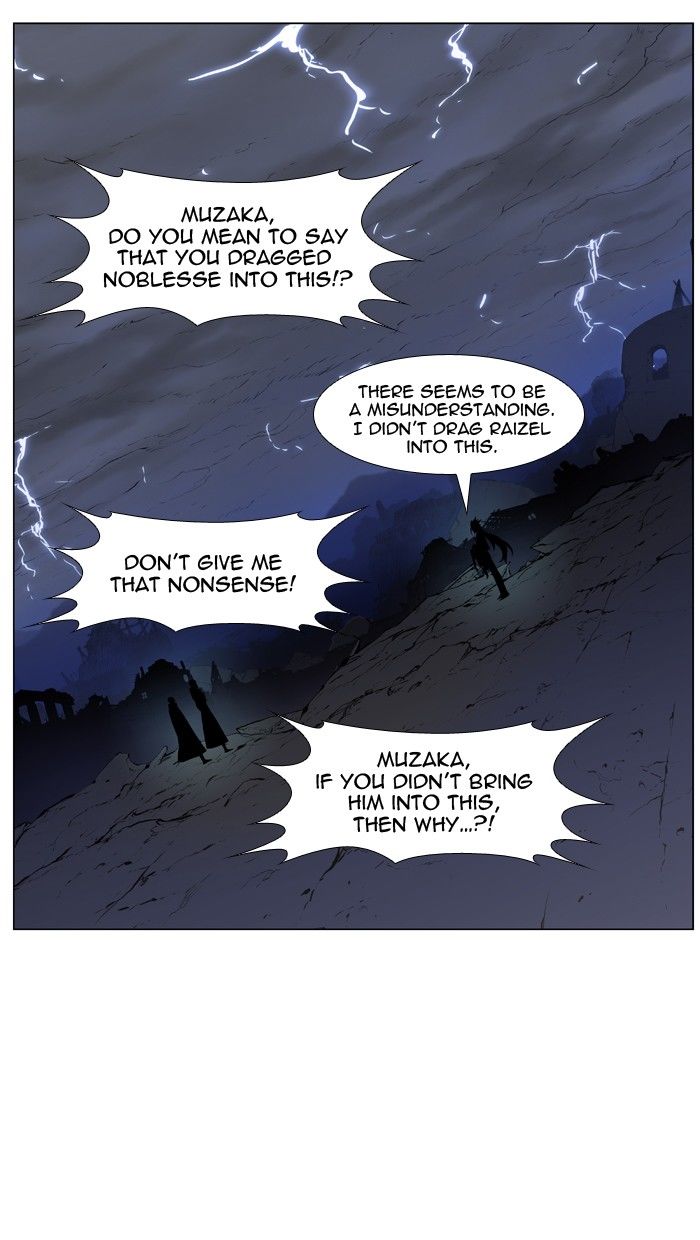 MUZAKA,
DO YOU MEAN TO SAY
THAT YOU DRAGGED
NOBLESSE INTO THIS!?
THERE SEEMS TO BE
A MISUNDERSTANDING.
I DIDN'T DRAG RAIZEL
INTO THIS.
DON'T GIVE ME
THAT NONSENSE!
MUZAKA,
IF YOU DIDN'T BRING
HIM INTO THIS,
THEN WHY...?!